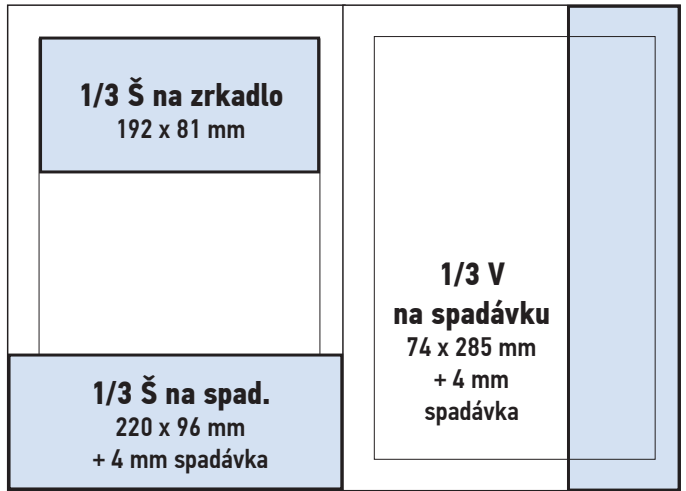 1/3 Š na zrkadlo
192 x 81 mm
1/3 Š na spad.
220 x 96 mm
+ 4 mm spadávka
1/3 V
na spadávku
74 x 285 mm
+ 4 mm
spadávka